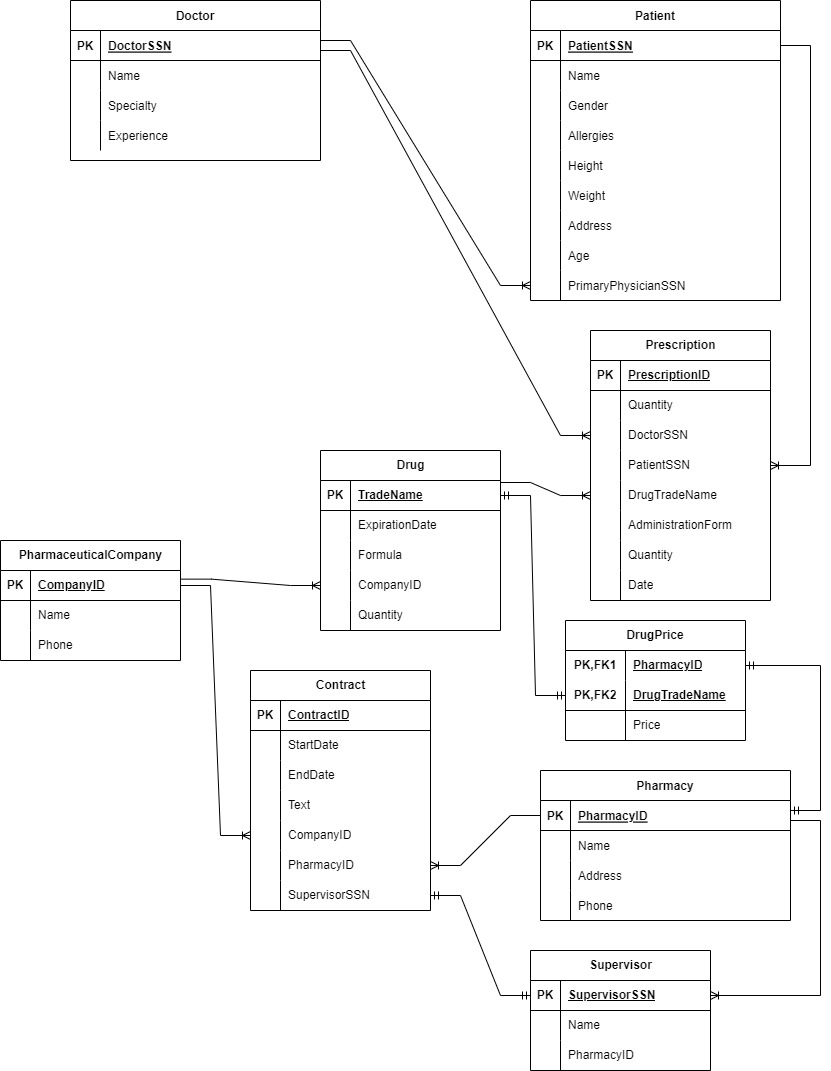 Doctor
PK DoctorSSN
Name
Specialty
Experience
Patient
PK PatientSSN
Name
Gender
Allergies
Height
Weight
Address
Age
PrimaryPhysicianSSN
Prescription
PK PrescriptionID
Quantity
DoctorSSN
PatientSSN
DrugTradeName
AdministrationForm
Quantity
Date
Drug
PK TradeName
ExpirationDate
Formula
CompanyID
Quantity
PharmaceuticalCompany
PK CompanyID
Name
Phone
DrugPrice
PK,FK1 PharmacyID
PK,FK2 DrugTradeName
Price
Contract
PK ContractID
StartDate
EndDate
Text
CompanyID
PharmacyID
SupervisorSSN
Pharmacy
PK PharmacyID
Name
Address
Phone
Supervisor
PK SupervisorSSN
Name
PharmacyID